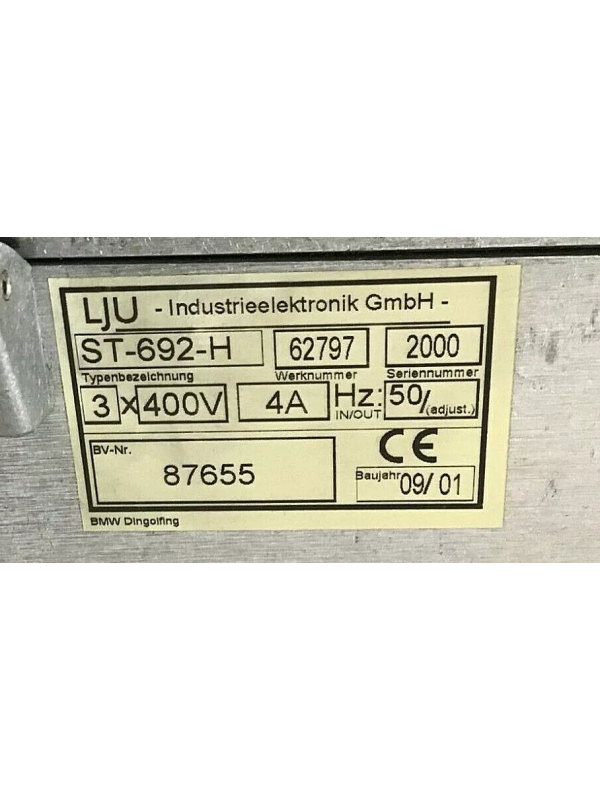 LJU - Industrieelektronik GmbH -
ST-692-H 62797 2000
Typenbezeichnung Werknummer Seriennummer
3 x 400V 4A Hz: 50/(adjust.)
IN/OUT
BV-Nr.
87655
CE
Baujahr 09/01
BMW Dingolfing